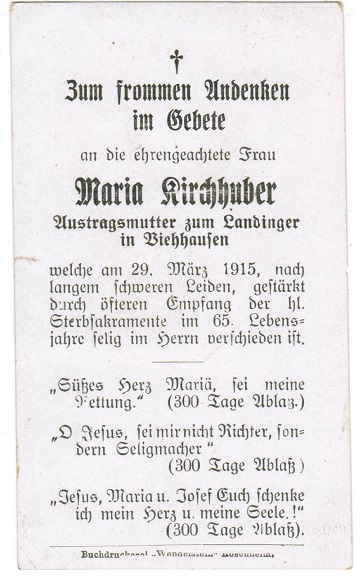 †
Zum frommen Andenken
im Gebete
an die ehrengeachtete Frau
Maria Kirchhuber
Austragsmutter zum Landinger
in Viehhausen
welche am 29. März 1915, nach
langem schweren Leiden, gestärkt
durch öfteren Empfang der hl.
Sterbsakramente im 65. Lebens-
jahre selig im Herrn verschieden ist.
„Süßes Herz Mariä, sei meine
Rettung.“ (300 Tage Ablaß.)
„O Jesus, sei mir nicht Richter, son-
dern Seligmacher“
(300 Tage Ablaß)
„Jesus, Maria u. Josef Euch schenke
ich mein Herz u. meine Seele.!“
(300 Tage Ablaß).
Buchdruckerei „Wendelstein“ Rosenheim.